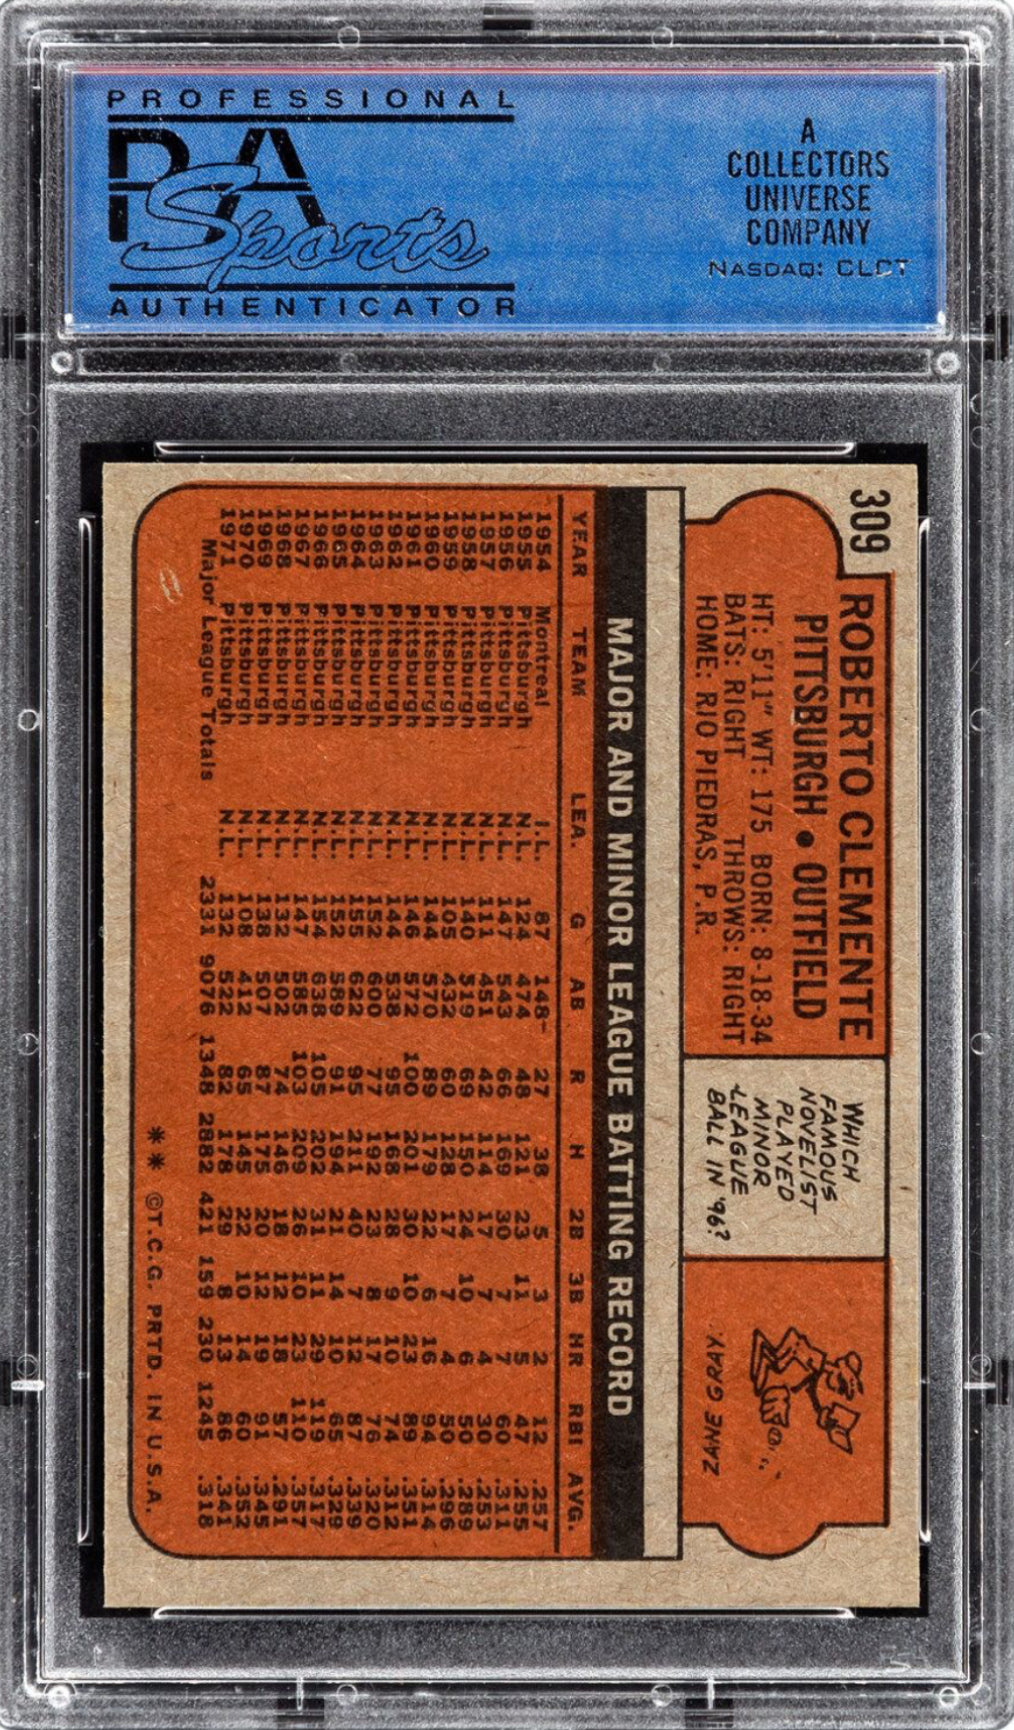 PROFESSIONAL
PSA
Sports
AUTHENTICATOR
A
COLLECTORS
UNIVERSE
COMPANY
NASDAQ: CLCT
309
ROBERTO CLEMENTE
PITTSBURGH • OUTFIELD
HT: 5'11" WT: 175 BORN: 8-18-34
BATS: RIGHT THROWS: RIGHT
HOME: RIO PIEDRAS, P.R.
WHICH
FAMOUS
NOVELIST
PLAYED
MINOR
LEAGUE
BALL IN '96?
ZANE GRAY.
MAJOR AND MINOR LEAGUE BATTING RECORD
YEAR TEAM LEA. G AB R H 2B 3B HR RBI AVG.
1954 Montreal I.L. 87 148 27 38 5 3 2 12 .257
1955 Pittsburgh N.L. 124 474 48 121 23 11 5 47 .255
1956 Pittsburgh N.L. 147 543 66 169 30 7 7 60 .311
1957 Pittsburgh N.L. 111 451 42 114 17 7 4 30 .253
1958 Pittsburgh N.L. 140 519 69 150 24 10 6 50 .289
1959 Pittsburgh N.L. 105 432 60 128 17 7 4 50 .296
1960 Pittsburgh N.L. 144 570 89 179 22 6 16 94 .314
1961 Pittsburgh N.L. 146 572 100 201 30 10 23 89 .351
1962 Pittsburgh N.L. 144 538 95 168 28 9 10 74 .312
1963 Pittsburgh N.L. 152 600 77 192 23 8 17 76 .320
1964 Pittsburgh N.L. 155 622 95 211 40 7 12 87 .339
1965 Pittsburgh N.L. 152 589 91 194 21 14 10 65 .329
1966 Pittsburgh N.L. 154 638 105 202 31 11 29 119 .317
1967 Pittsburgh N.L. 147 585 103 209 26 10 23 110 .357
1968 Pittsburgh N.L. 132 502 74 146 18 12 18 57 .291
1969 Pittsburgh N.L. 138 507 87 175 20 12 19 91 .345
1970 Pittsburgh N.L. 108 412 65 145 22 10 14 60 .352
1971 Pittsburgh N.L. 132 522 82 178 29 8 13 86 .341
Major League Totals 2331 9076 1348 2882 421 159 230 1245 .318
** ©T.C.G. PRTD. IN U.S.A.